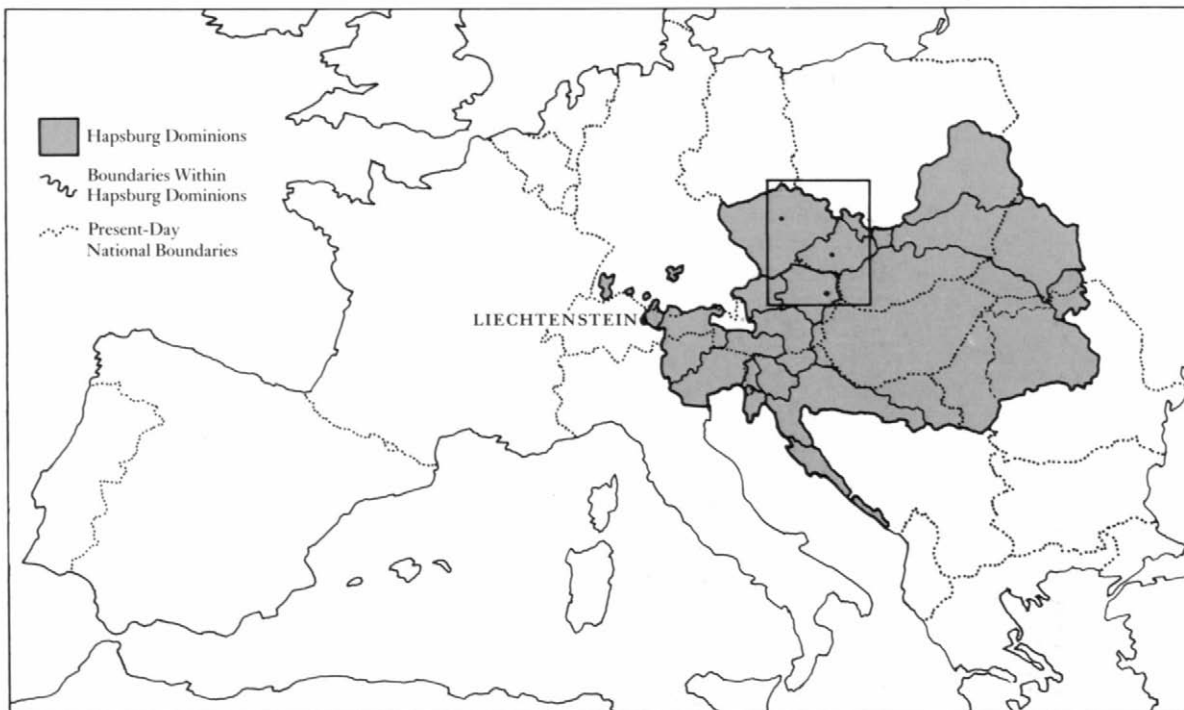 Hapsburg Dominions
Boundaries Within
Hapsburg Dominions
Present-Day
National Boundaries
LIECHTENSTEIN